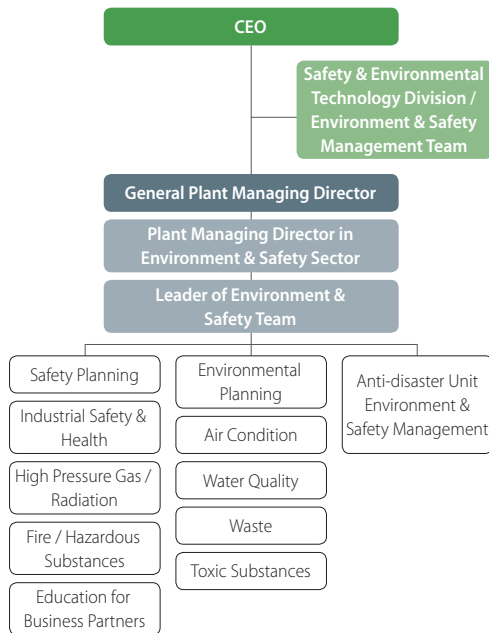 CEO
Safety & Environmental
Technology Division /
Environment & Safety
Management Team
General Plant Managing Director
Plant Managing Director in
Environment & Safety Sector
Leader of Environment &
Safety Team
Safety Planning
Industrial Safety &
Health
High Pressure Gas /
Radiation
Fire / Hazardous
Substances
Education for
Business Partners
Environmental
Planning
Air Condition
Water Quality
Waste
Toxic Substances
Anti-disaster Unit
Environment &
Safety Management